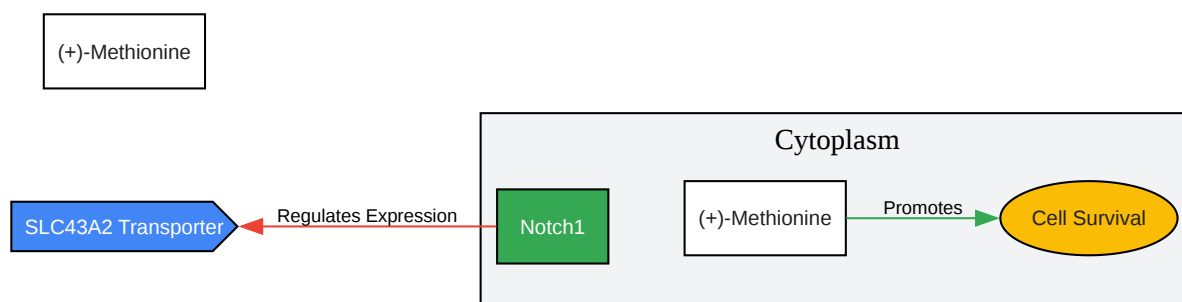 (+)-Methionine
Cytoplasm
SLC43A2 Transporter
Regulates Expression
Notch1
(+)-Methionine
Promotes
Cell Survival